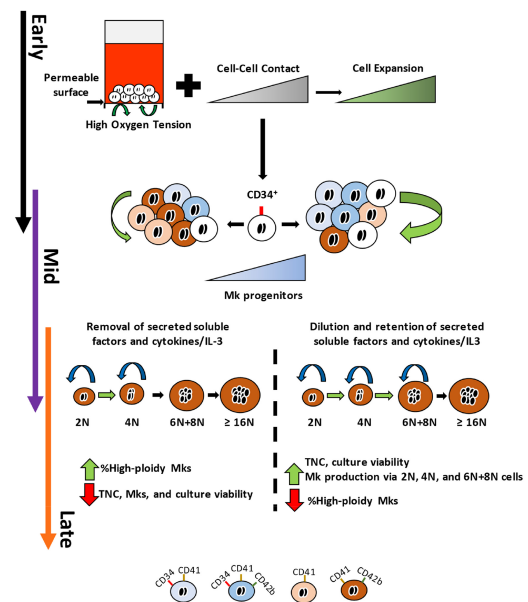 Early
Permeable
surface
High Oxygen Tension
Cell-Cell Contact
Cell Expansion
CD34+
Mid
Mk progenitors
Removal of secreted soluble
factors and cytokines/IL-3
Dilution and retention of secreted
soluble factors and cytokines/IL3
2N
4N
6N+8N
≥ 16N
2N
4N
6N+8N
≥ 16N
%High-ploidy Mks
TNC, Mks, and culture viability
TNC, culture viability
Mk production via 2N, 4N, and 6N+8N cells
%High-ploidy Mks
Late
CD34
CD41
CD34
CD41
CD42b
CD41
CD41
CD42b